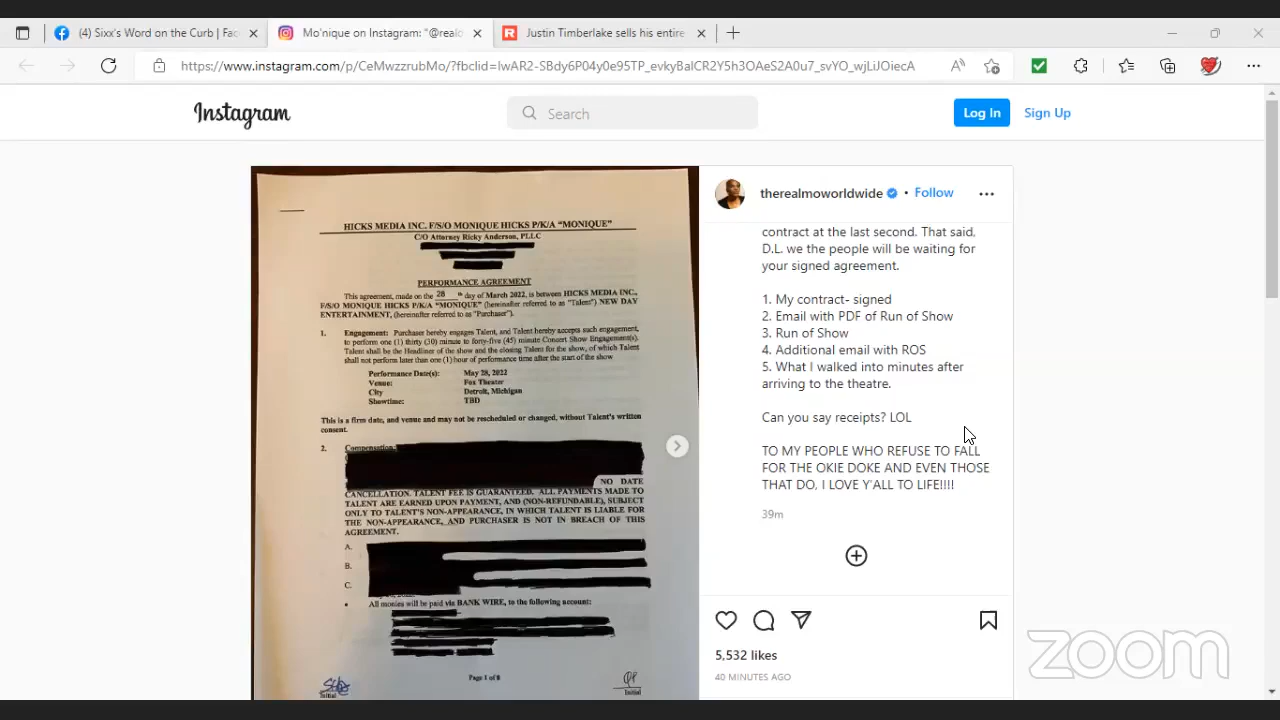 (4) Sixx's Word on the Curb | Fac
Mo'nique on Instagram: "@realo
Justin Timberlake sells his entire
https://www.instagram.com/p/CeMwzzrubMo/?fbclid=IwAR2-SBdy6P04y0e95TP_evkyBalCR2Y5h3OAeS2A0u7_svYO_wjLiJOiecA
Instagram
Search
Log In
Sign Up
HICKS MEDIA INC. F/S/O MONIQUE HICKS P/K/A "MONIQUE"
C/O Attorney Ricky Anderson, PLLC
PERFORMANCE AGREEMENT
This agreement, made on the 28 th day of March 2022, is between HICKS MEDIA INC.,
F/S/O MONIQUE HICKS P/K/A "MONIQUE" (hereinafter referred to as "Talent") NEW DAY
ENTERTAINMENT, (hereinafter referred to as "Purchaser").
1. Engagement: Purchaser hereby engages Talent, and Talent hereby accepts such engagement,
to perform one (1) thirty (30) minute to forty-five (45) minute Concert Show Engagement(s).
Talent shall be the Headliner of the show and the closing Talent for the show, of which Talent
shall not perform later than one (1) hour of performance time after the start of the show
Performance Date(s): May 28, 2022
Venue: Fox Theater
City Detroit, Michigan
Showtime: TBD
This is a firm date, and venue and may not be rescheduled or changed, without Talent's written
consent.
2. Compensation
NO DATE
CANCELLATION. TALENT FEE IS GUARANTEED. ALL PAYMENTS MADE TO
TALENT ARE EARNED UPON PAYMENT, AND (NON-REFUNDABLE), SUBJECT
ONLY TO TALENT'S NON-APPEARANCE, IN WHICH TALENT IS LIABLE FOR
THE NON-APPEARANCE, AND PURCHASER IS NOT IN BREACH OF THIS
AGREEMENT.
A.
B.
C.
• All monies will be paid via BANK WIRE, to the following account:
Page 1 of 8
Initial
Initial
therealmoworldwide • Follow
contract at the last second. That said,
D.L. we the people will be waiting for
your signed agreement.
1. My contract- signed
2. Email with PDF of Run of Show
3. Run of Show
4. Additional email with ROS
5. What I walked into minutes after
arriving to the theatre.
Can you say receipts? LOL
TO MY PEOPLE WHO REFUSE TO FALL
FOR THE OKIE DOKE AND EVEN THOSE
THAT DO, I LOVE Y'ALL TO LIFE!!!!
39m
5,532 likes
40 MINUTES AGO
zoom